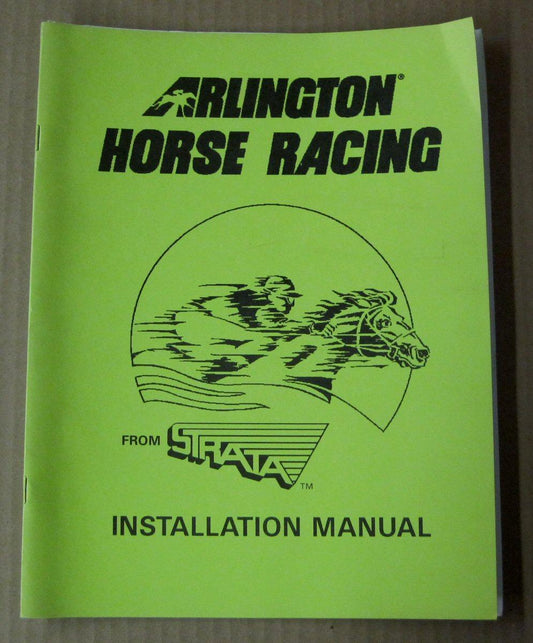 ARLINGTON®
HORSE RACING
FROM STRATA™
INSTALLATION MANUAL